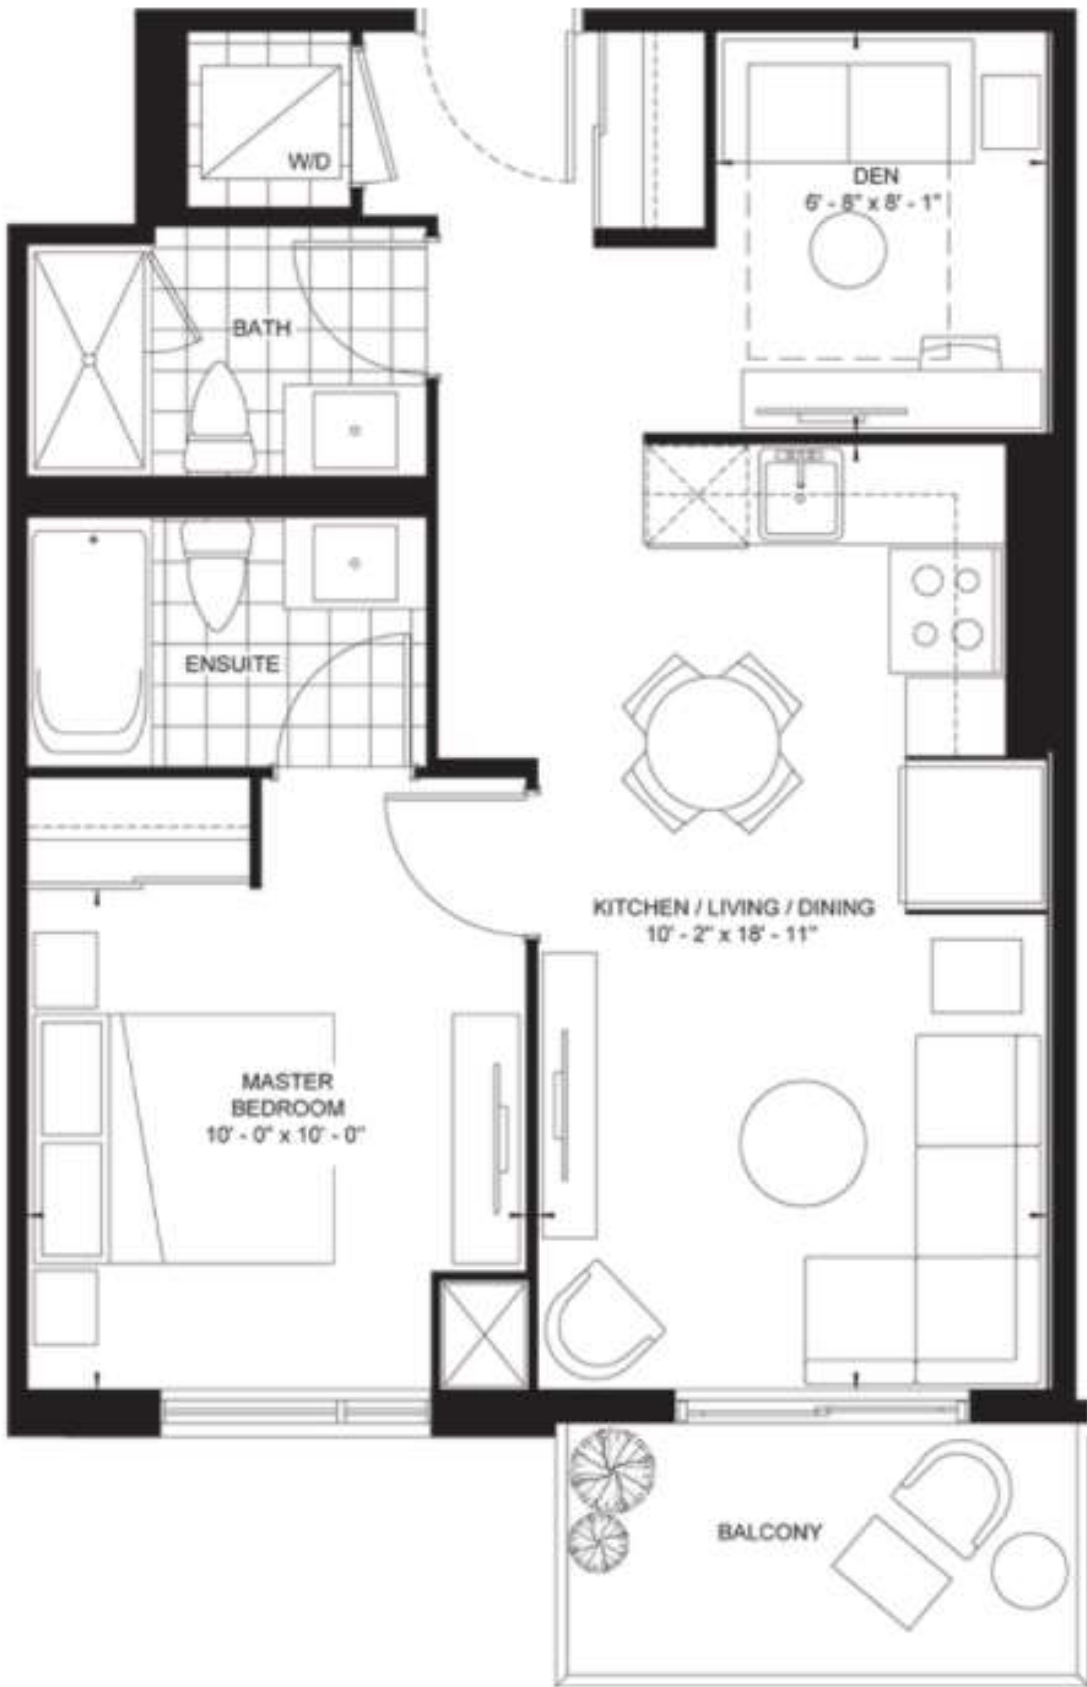 W/D
DEN
6' - 8" x 8' - 1"
BATH
ENSUITE
KITCHEN / LIVING / DINING
10' - 2" x 18' - 11"
MASTER
BEDROOM
10' - 0" x 10' - 0"
BALCONY